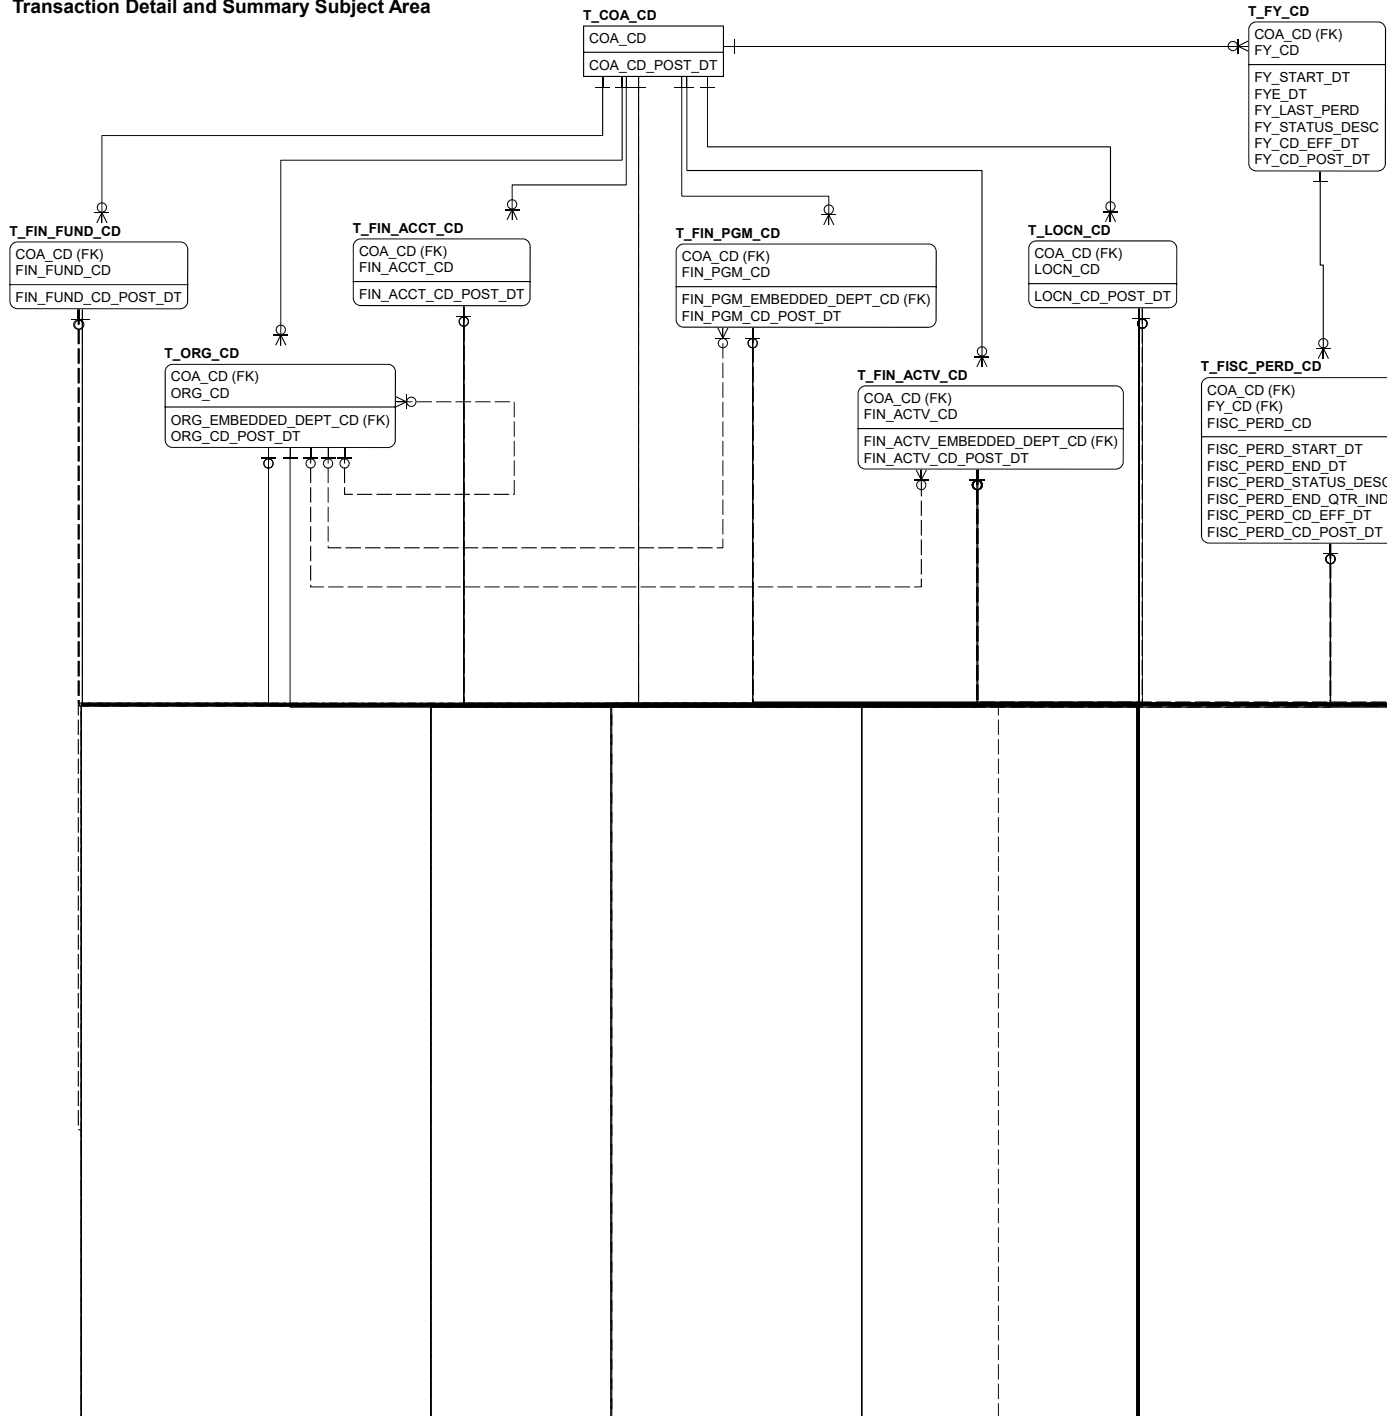 Transaction Detail and Summary Subject Area
T_COA_CD
COA_CD
COA_CD_POST_DT
T_FY_CD
COA_CD (FK)
FY_CD
FY_START_DT
FYE_DT
FY_LAST_PERD
FY_STATUS_DESC
FY_CD_EFF_DT
FY_CD_POST_DT
T_FIN_FUND_CD
COA_CD (FK)
FIN_FUND_CD
FIN_FUND_CD_POST_DT
T_FIN_ACCT_CD
COA_CD (FK)
FIN_ACCT_CD
FIN_ACCT_CD_POST_DT
T_FIN_PGM_CD
COA_CD (FK)
FIN_PGM_CD
FIN_PGM_EMBEDDED_DEPT_CD (FK)
FIN_PGM_CD_POST_DT
T_LOCN_CD
COA_CD (FK)
LOCN_CD
LOCN_CD_POST_DT
T_ORG_CD
COA_CD (FK)
ORG_CD
ORG_EMBEDDED_DEPT_CD (FK)
ORG_CD_POST_DT
T_FIN_ACTV_CD
COA_CD (FK)
FIN_ACTV_CD
FIN_ACTV_EMBEDDED_DEPT_CD (FK)
FIN_ACTV_CD_POST_DT
T_FISC_PERD_CD
COA_CD (FK)
FY_CD (FK)
FISC_PERD_CD
FISC_PERD_START_DT
FISC_PERD_END_DT
FISC_PERD_STATUS_DESC
FISC_PERD_END_QTR_IND
FISC_PERD_CD_EFF_DT
FISC_PERD_CD_POST_DT